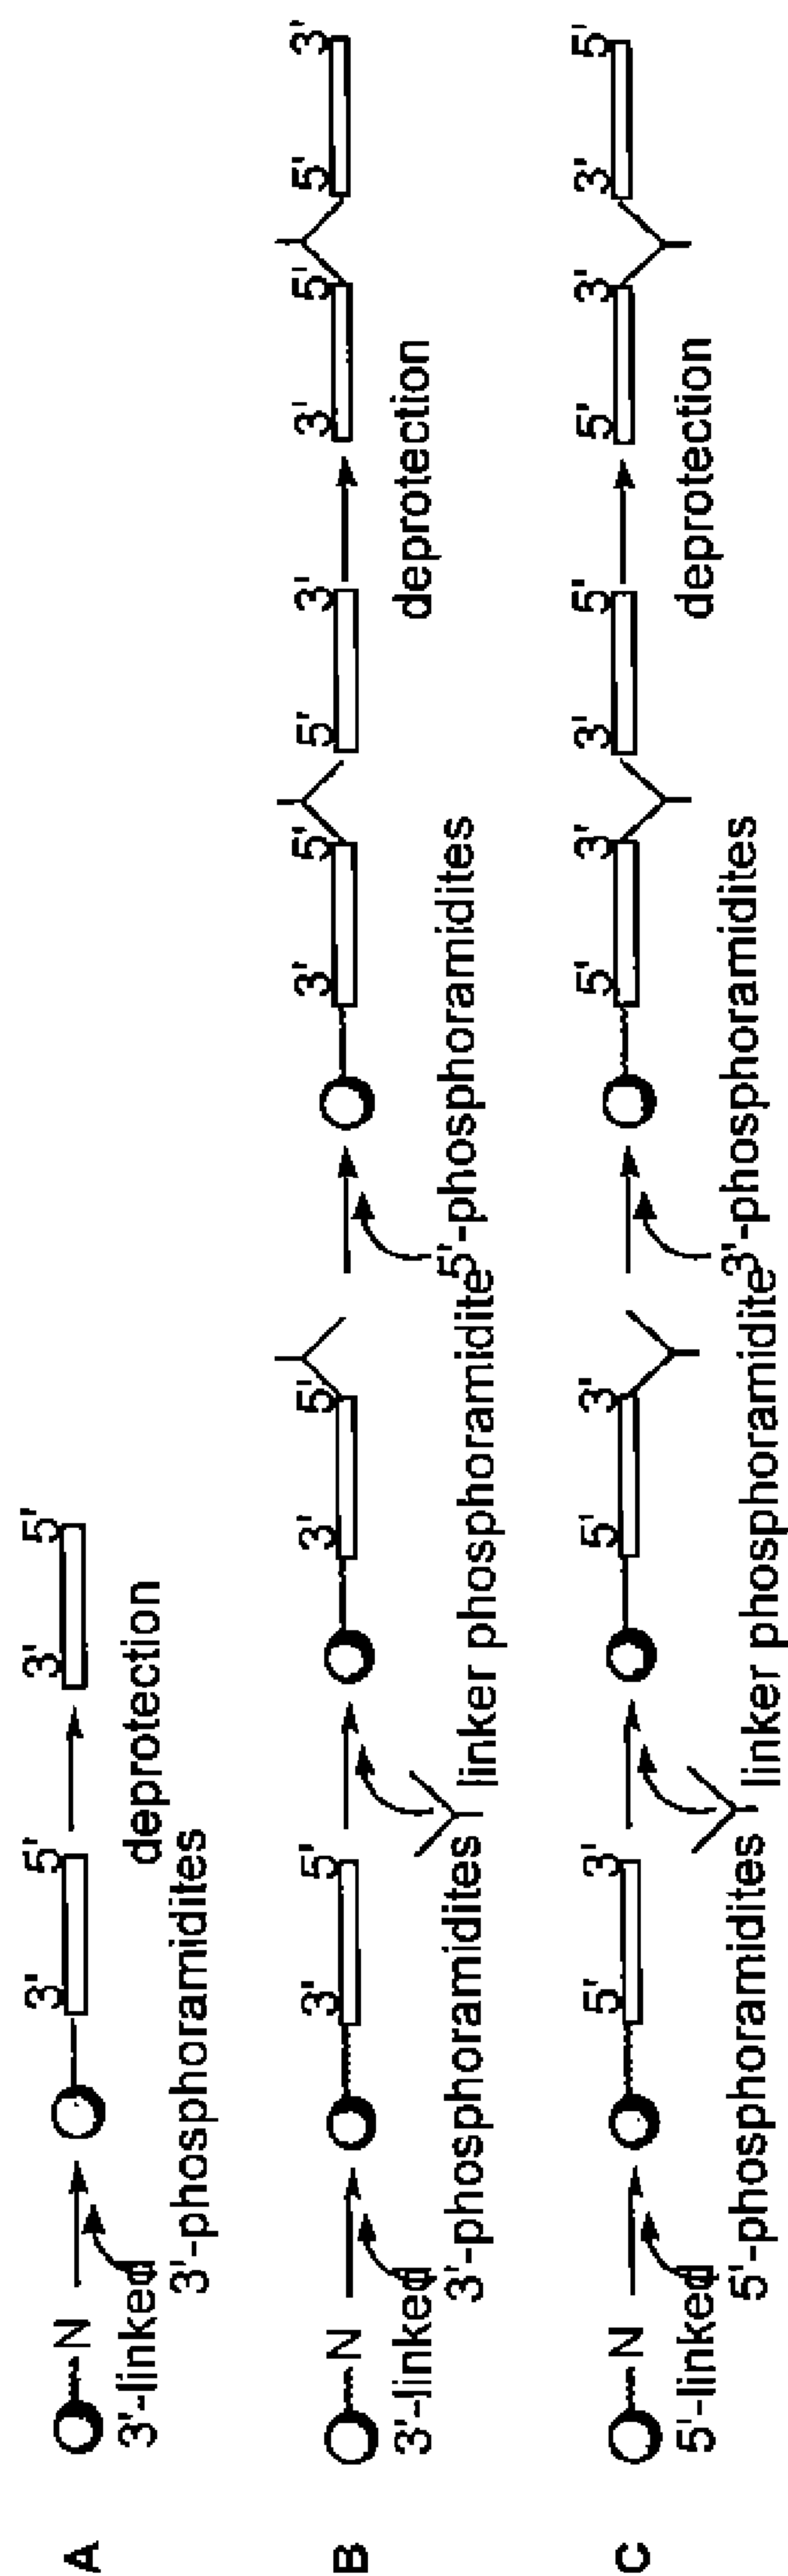 A
N
3'-linked
3'-phosphoramidites
3' 5'
deprotection
3' 5'
B
N
3'-linked
3'-phosphoramidites
3' 5'
linker phosphoramidite
3' 5'
5'-phosphoramidites
3' 5' 5' 3'
deprotection
3' 5' 5' 3'
C
N
5'-linked
5'-phosphoramidites
5' 3'
linker phosphoramidite
5' 3'
3'-phosphoramidites
5' 3' 3' 5'
deprotection
5' 3' 3' 5'